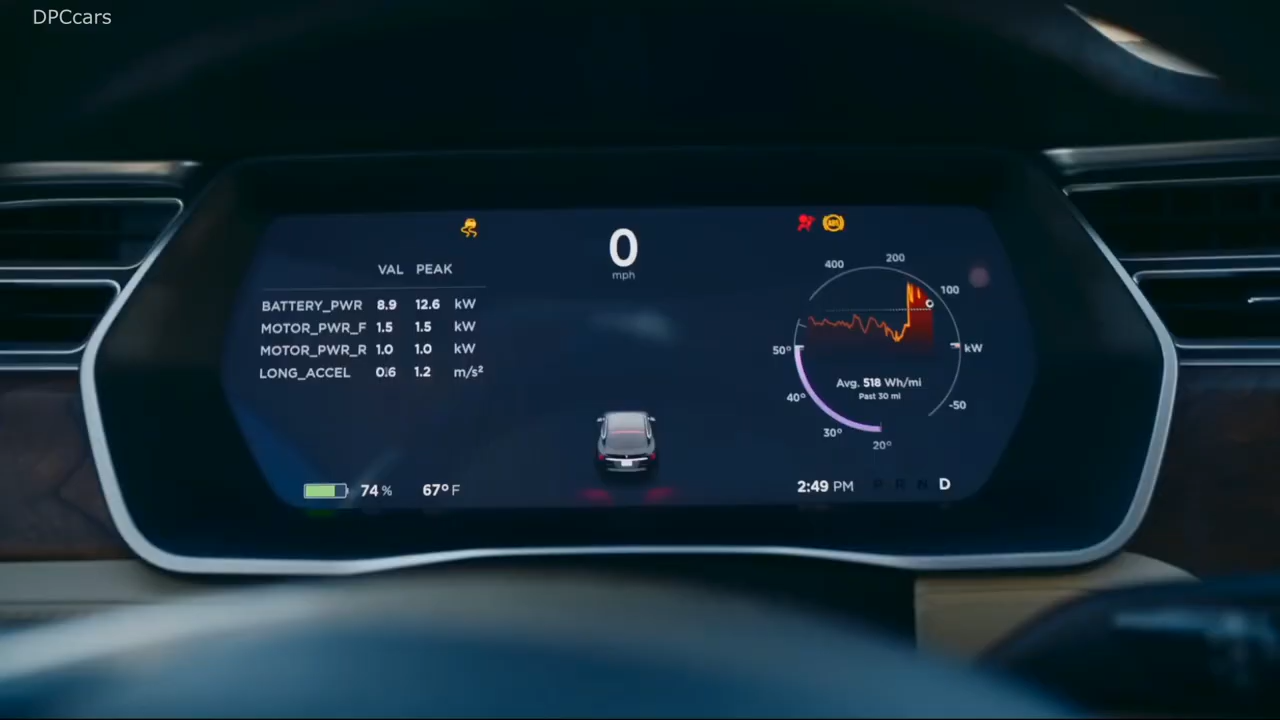 DPCcars
0
mph
VAL PEAK
BATTERY_PWR 8.9 12.6 kW
MOTOR_PWR_F 1.5 1.5 kW
MOTOR_PWR_R 1.0 1.0 kW
LONG_ACCEL 0.6 1.2 m/s²
ABS
200
400
100
50°
kW
Avg. 518 Wh/mi
Past 30 mi
40°
-50
30°
20°
74 % 67° F
2:49 PM P R N D